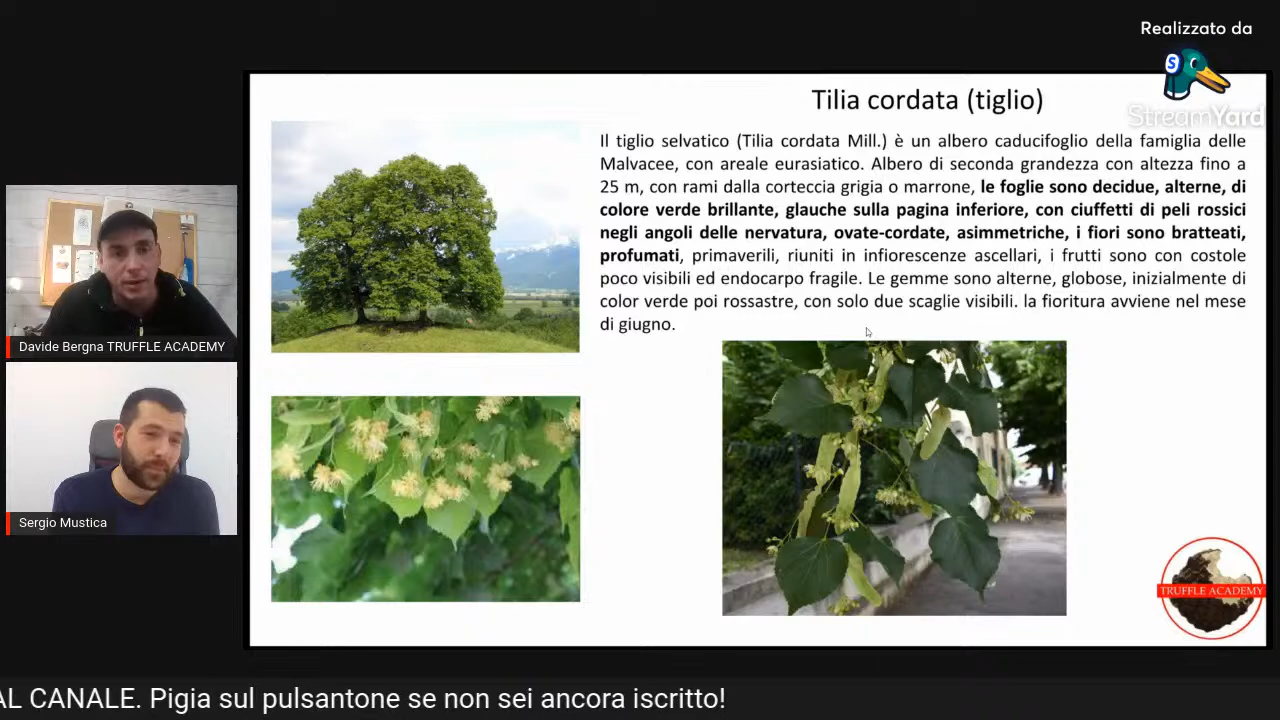 Realizzato da
StreamYard
Tilia cordata (tiglio)
Il tiglio selvatico (Tilia cordata Mill.) è un albero caducifoglio della famiglia delle
Malvacee, con areale eurasiatico. Albero di seconda grandezza con altezza fino a
25 m, con rami dalla corteccia grigia o marrone, le foglie sono decidue, alterne, di
colore verde brillante, glauche sulla pagina inferiore, con ciuffetti di peli rossici
negli angoli delle nervatura, ovate-cordate, asimmetriche, i fiori sono bratteati,
profumati, primaverili, riuniti in infiorescenze ascellari, i frutti sono con costole
poco visibili ed endocarpo fragile. Le gemme sono alterne, globose, inizialmente di
color verde poi rossastre, con solo due scaglie visibili. la fioritura avviene nel mese
di giugno.
Davide Bergna TRUFFLE ACADEMY
Sergio Mustica
TRUFFLE ACADEMY
AL CANALE. Pigia sul pulsantone se non sei ancora iscritto!